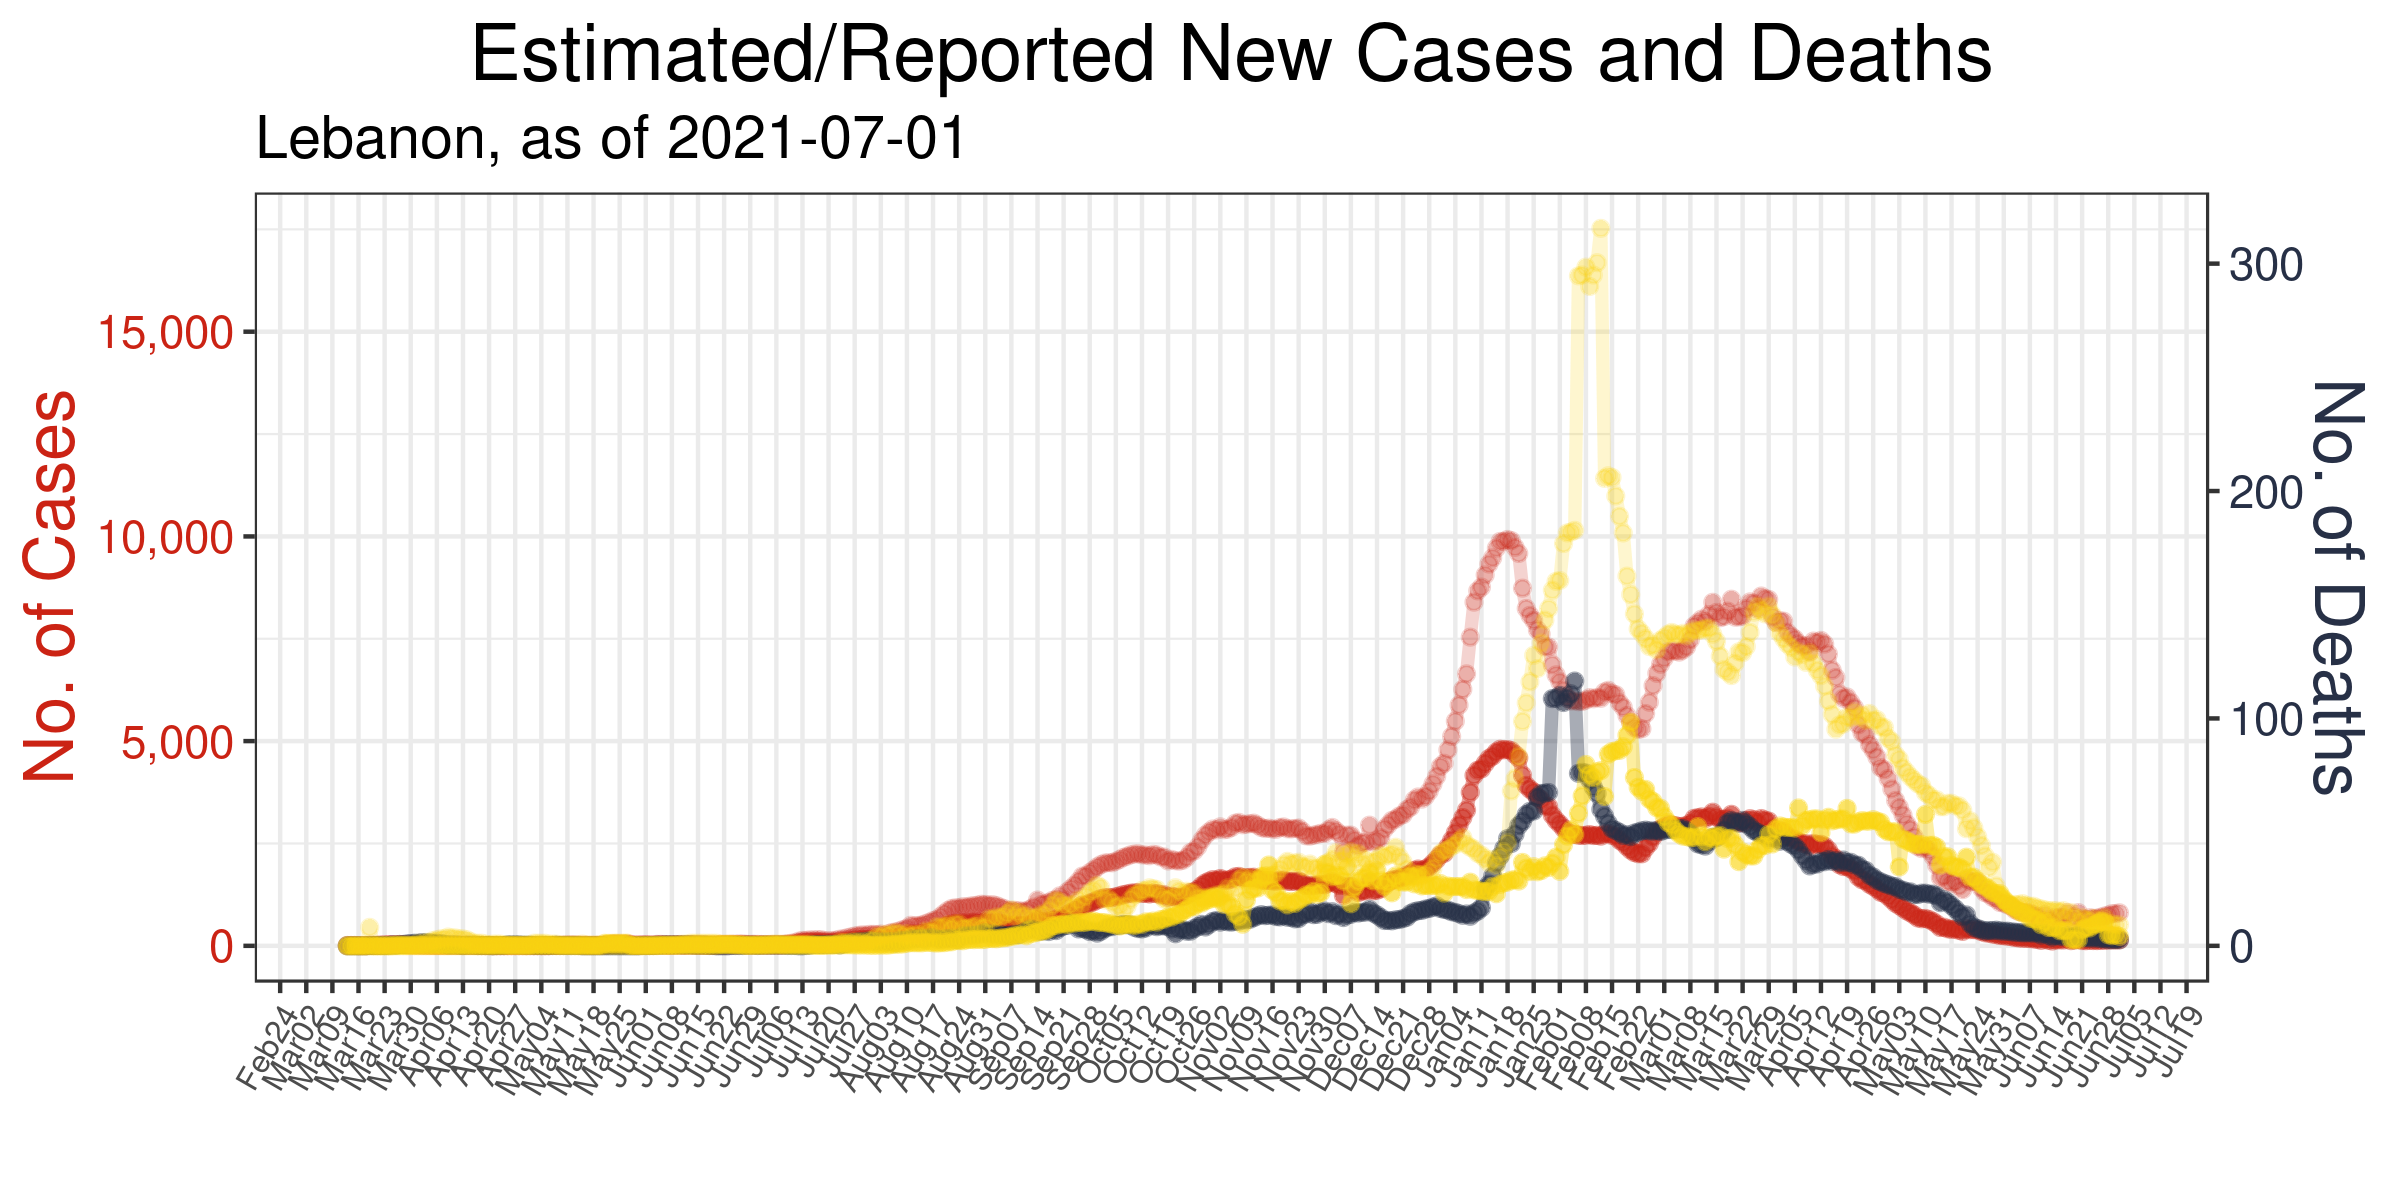 Estimated/Reported New Cases and Deaths
Lebanon, as of 2021-07-01
No. of Cases
15,000
10,000
5,000
0
300
200
100
0
No. of Deaths
Feb24 Mar02 Mar09 Mar16 Mar23 Mar30 Apr06 Apr13 Apr20 Apr27 May04 May11 May18 May25 Jun01 Jun08 Jun15 Jun22 Jun29 Jul06 Jul13 Jul20 Jul27 Aug03 Aug10 Aug17 Aug24 Aug31 Sep07 Sep14 Sep21 Sep28 Oct05 Oct12 Oct19 Oct26 Nov02 Nov09 Nov16 Nov23 Nov30 Dec07 Dec14 Dec21 Dec28 Jan04 Jan11 Jan18 Jan25 Feb01 Feb08 Feb15 Feb22 Mar01 Mar08 Mar15 Mar22 Mar29 Apr05 Apr12 Apr19 Apr26 May03 May10 May17 May24 May31 Jun07 Jun14 Jun21 Jun28 Jul05 Jul12 Jul19